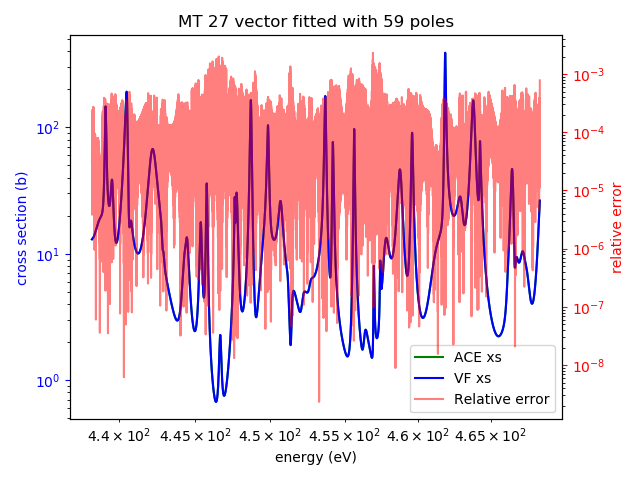 MT 27 vector fitted with 59 poles
cross section (b)
10²
10¹
10⁰
10⁻³
10⁻⁴
10⁻⁵
10⁻⁶
10⁻⁷
10⁻⁸
relative error
ACE xs
VF xs
Relative error
4.4 × 10² 4.45 × 10² 4.5 × 10² 4.55 × 10² 4.6 × 10² 4.65 × 10²
energy (eV)